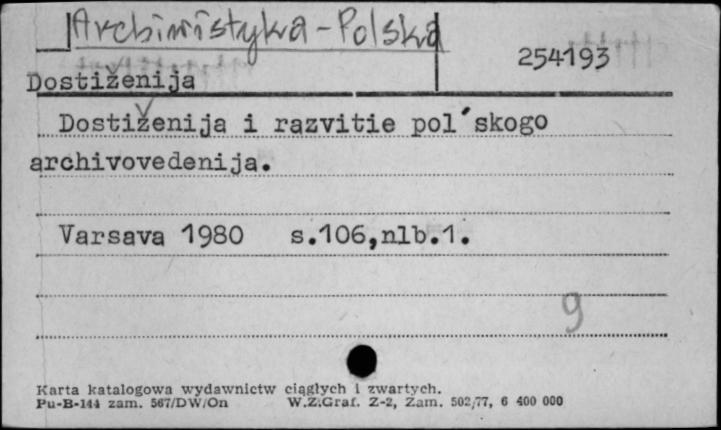 Archiwistyka - Polska
254193
Dostiženija
Dostiženija i razvitie pol´skogo
archivovedenija.
Varsava 1980 s.106,nlb.1.
9
Karta katalogowa wydawnictw ciągłych i zwartych.
Pu-B-144 zam. 567/DW/On W.Z.Graf. Z-2, Zam. 502/77, 6 400 000